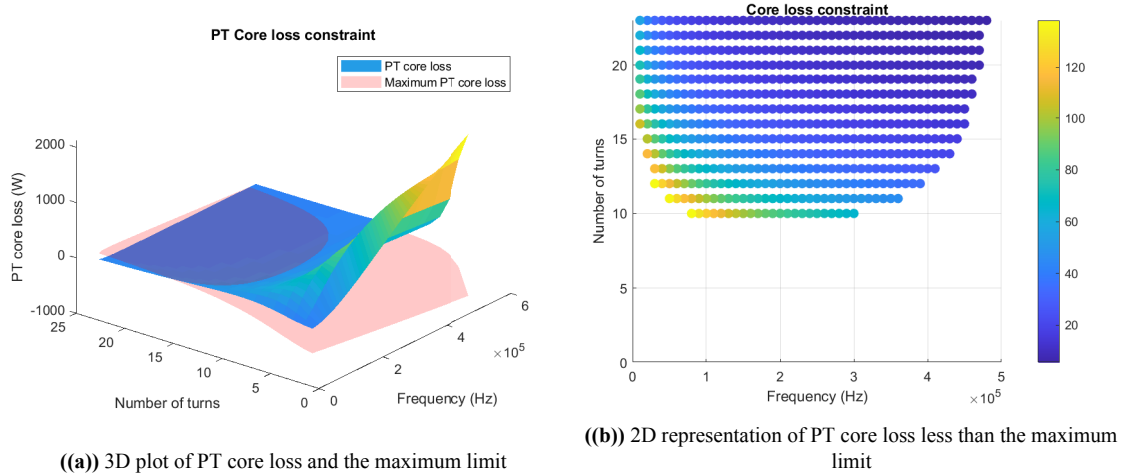 PT Core loss constraint
PT core loss
Maximum PT core loss
PT core loss (W)
2000
1000
0
-1000
25
20
15
10
5
0
Number of turns
0
2
4
6
×10⁵
Frequency (Hz)
((a)) 3D plot of PT core loss and the maximum limit
Core loss constraint
Number of turns
20
15
10
5
0
0
1
2
3
4
5
×10⁵
Frequency (Hz)
120
100
80
60
40
20
((b)) 2D representation of PT core loss less than the maximum
limit